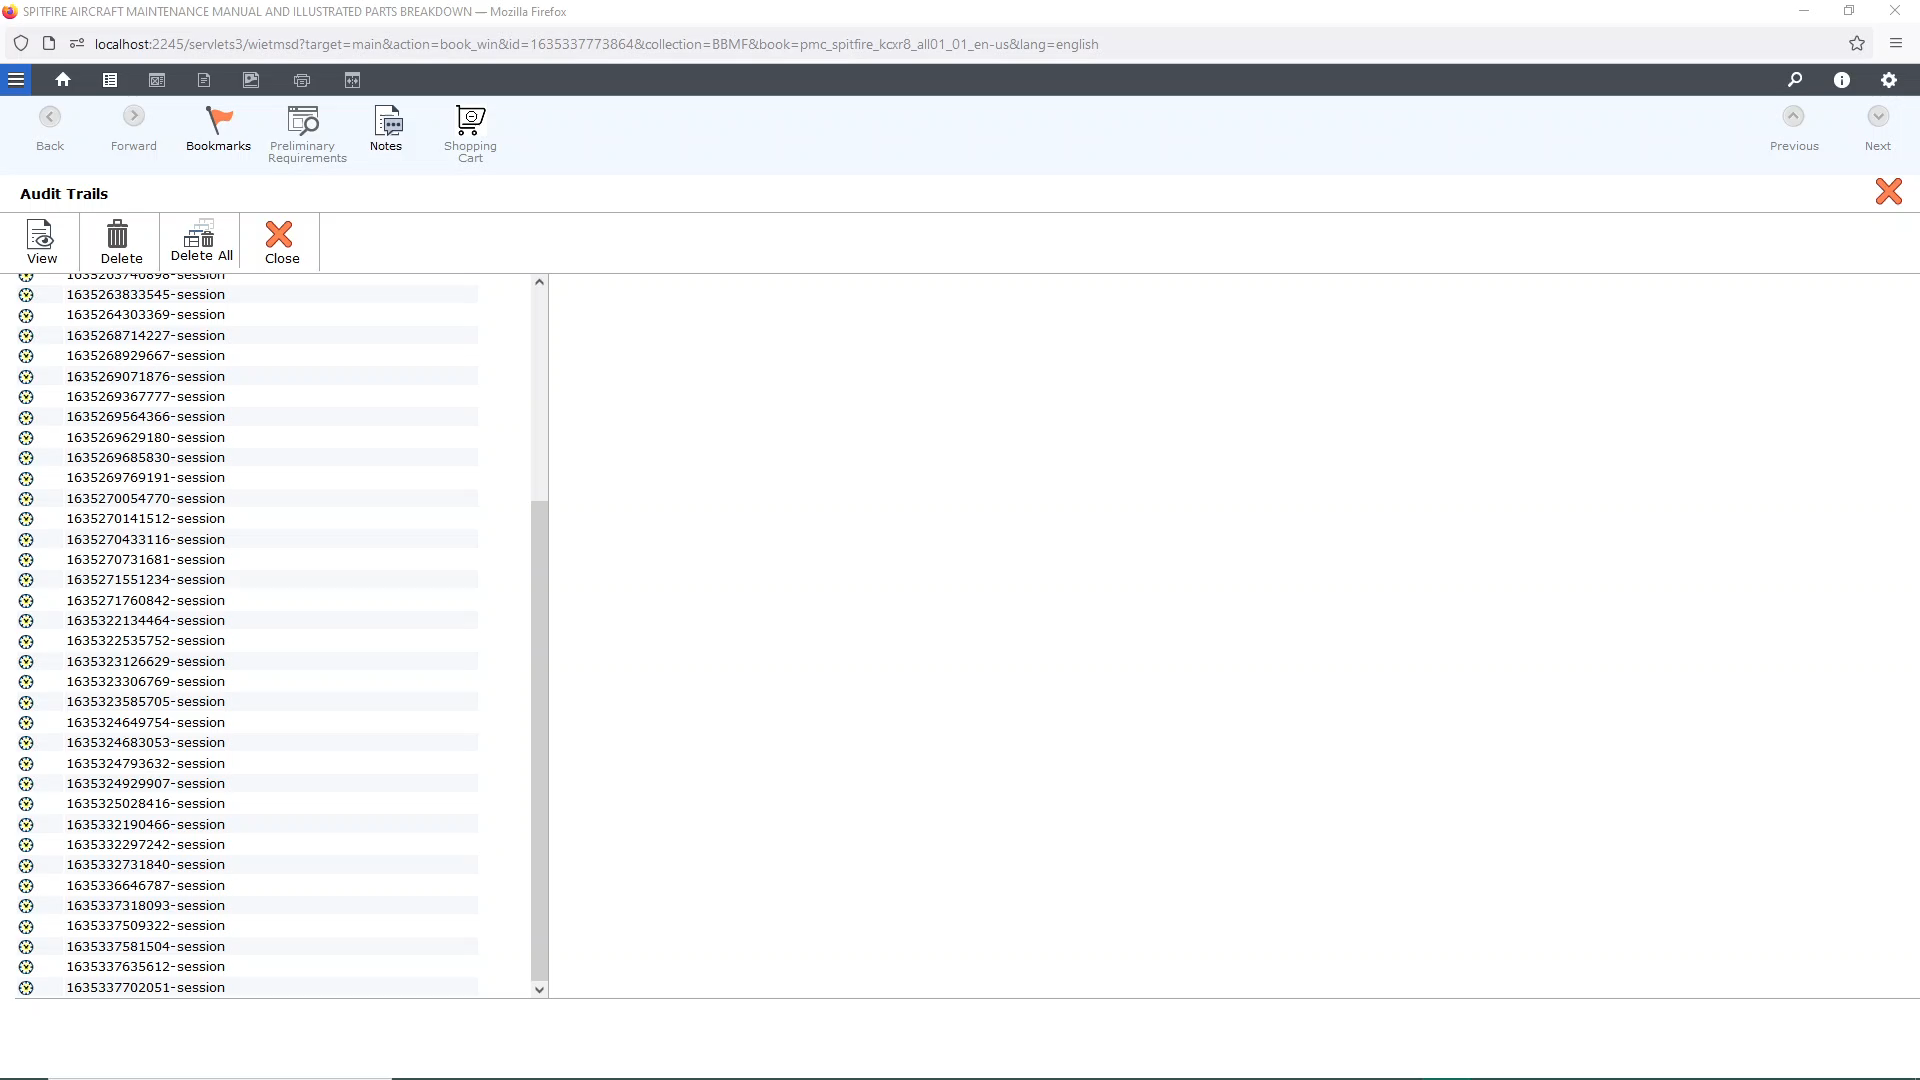 SPITFIRE AIRCRAFT MAINTENANCE MANUAL AND ILLUSTRATED PARTS BREAKDOWN — Mozilla Firefox
localhost:2245/servlets3/wietmsd?target=main&action=book_win&id=1635337773864&collection=BBMF&book=pmc_spitfire_kcxr8_all01_01_en-us&lang=english
Back
Forward
Bookmarks
Preliminary
Requirements
Notes
Shopping
Cart
Previous
Next
Audit Trails
View
Delete
Delete All
Close
1635263740898-session
1635263833545-session
1635264303369-session
1635268714227-session
1635268929667-session
1635269071876-session
1635269367777-session
1635269564366-session
1635269629180-session
1635269685830-session
1635269769191-session
1635270054770-session
1635270141512-session
1635270433116-session
1635270731681-session
1635271551234-session
1635271760842-session
1635322134464-session
1635322535752-session
1635323126629-session
1635323306769-session
1635323585705-session
1635324649754-session
1635324683053-session
1635324793632-session
1635324929907-session
1635325028416-session
1635332190466-session
1635332297242-session
1635332731840-session
1635336646787-session
1635337318093-session
1635337509322-session
1635337581504-session
1635337635612-session
1635337702051-session